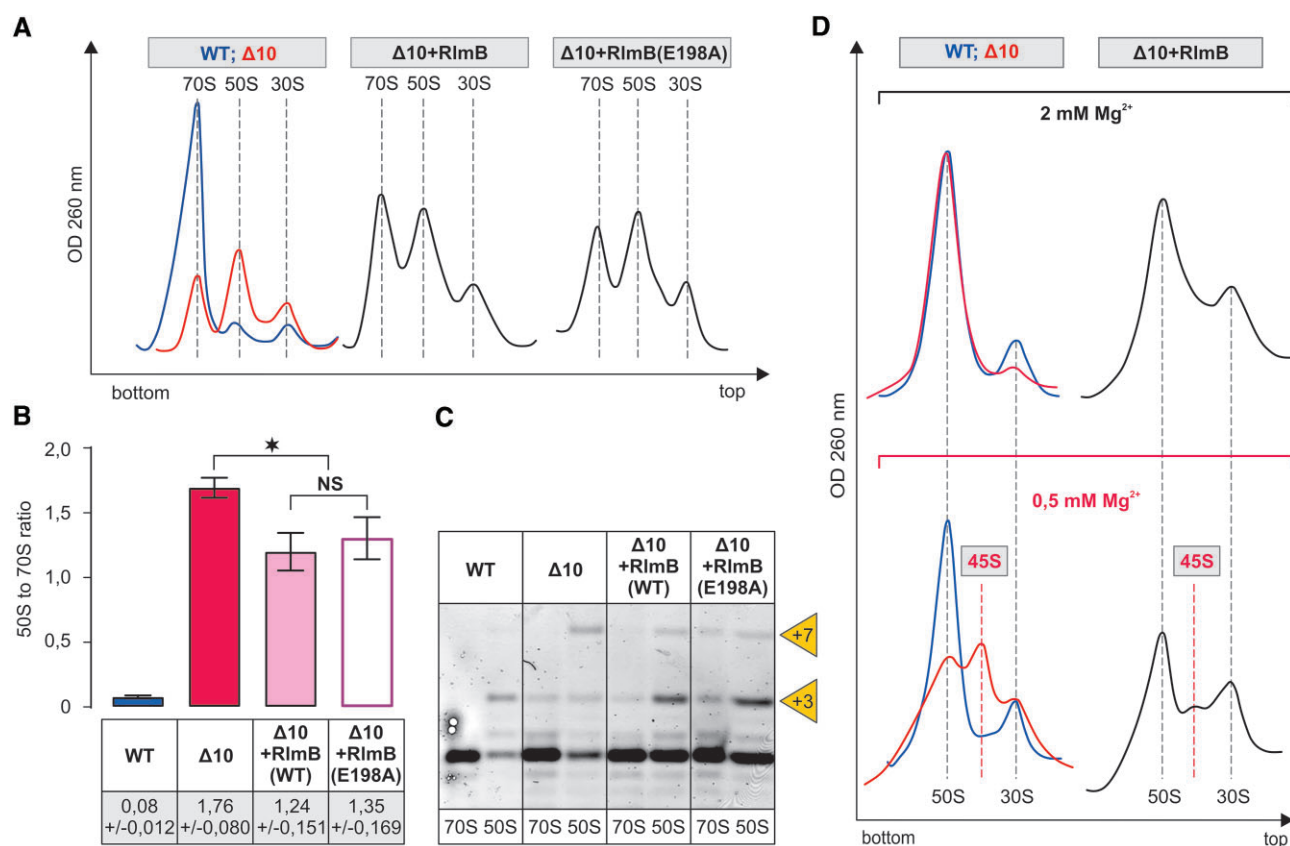 A
WT; Δ10
Δ10+RlmB
Δ10+RlmB(E198A)
70S 50S 30S
70S 50S 30S
70S 50S 30S
OD 260 nm
bottom
top
B
50S to 70S ratio
2,0
1,5
1,0
0,5
0
★
NS
WT
Δ10
Δ10
+RlmB
(WT)
Δ10
+RlmB
(E198A)
0,08
+/-0,012
1,76
+/-0,080
1,24
+/-0,151
1,35
+/-0,169
C
WT
Δ10
Δ10
+RlmB
(WT)
Δ10
+RlmB
(E198A)
+7
+3
70S 50S 70S 50S 70S 50S 70S 50S
D
WT; Δ10
Δ10+RlmB
2 mM Mg²⁺
OD 260 nm
0,5 mM Mg²⁺
45S
45S
50S 30S
50S 30S
bottom
top